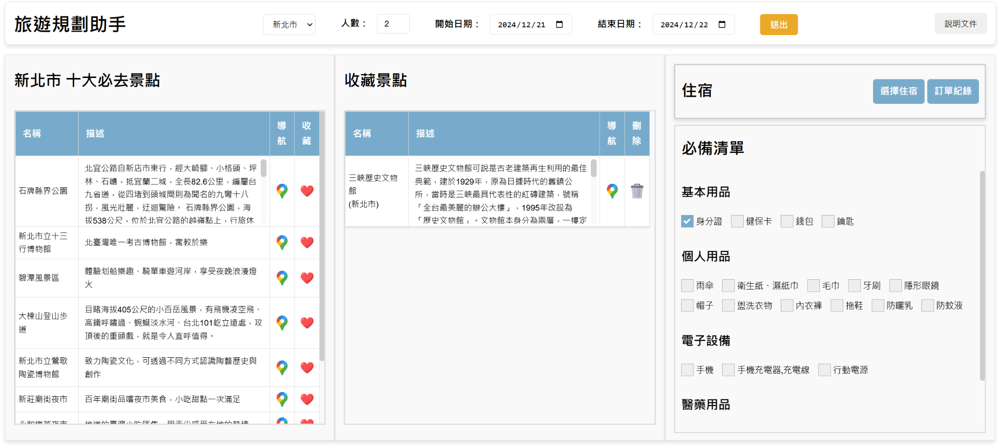 旅遊規劃助手
新北市
人數：
2
開始日期：
2024/12/21
結束日期：
2024/12/22
送出
說明文件
新北市 十大必去景點
名稱
描述
導
航
收
藏
石牌縣界公園
北宜公路自新店市東行，經大崎腳、小格頭、坪
林、石𥕢，抵宜蘭二城，全長82.6公里，編屬台
九省道，從四堵到頭城間則為聞名的九彎十八
拐，風光壯麗，迂迴驚險。 石牌縣界公園，海
拔538公尺，位於北宜公路的越嶺點上，行旅休
新北市立十三
行博物館
北臺灣唯一考古博物館，寓教於樂
碧潭風景區
體驗划船樂趣、騎單車遊河岸，享受夜晚浪漫燈
火
大棟山登山步
道
目睹海拔405公尺的小百岳風景，有飛機凌空飛、
高鐵呼嘯過、蜿蜒淡水河、台北101屹立遠處，攻
頂後的重頭戲，就是令人直呼值得。
新北市立鶯歌
陶瓷博物館
致力陶瓷文化，可透過不同方式認識陶藝歷史與
創作
新莊廟街夜市
百年廟街品嚐夜市美食，小吃甜點一次滿足
收藏景點
名稱
描述
導
航
刪
除
三峽歷史文物
館
(新北市)
三峽歷史文物館可說是古老建築再生利用的最佳
典範，建於1929年，原為日據時代的舊鎮公
所，當時是三峽最具代表性的紅磚建築，號稱
「全台最美麗的辦公大樓」，1995年改設為
「歷史文物館」。文物館本身分為兩層，一樓定
住宿
選擇住宿
訂單紀錄
必備清單
基本用品
身分證 健保卡 錢包 鑰匙
個人用品
雨傘 衛生紙、濕紙巾 毛巾 牙刷 隱形眼鏡
帽子 盥洗衣物 內衣褲 拖鞋 防曬乳 防蚊液
電子設備
手機 手機充電器,充電線 行動電源
醫藥用品